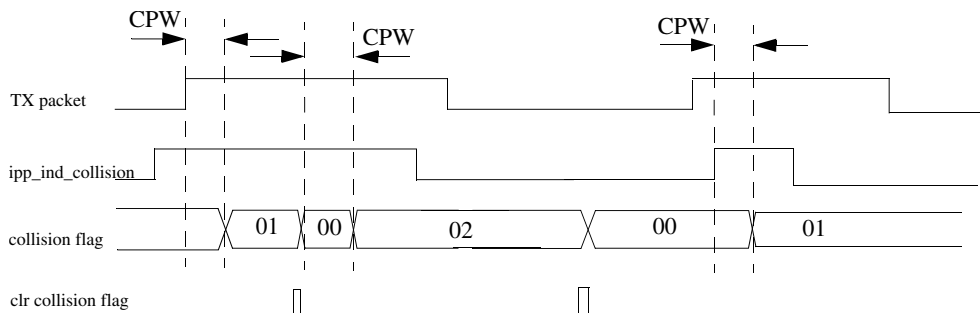 CPW
CPW
CPW
TX packet
ipp_ind_collision
collision flag
01
00
02
00
01
clr collision flag